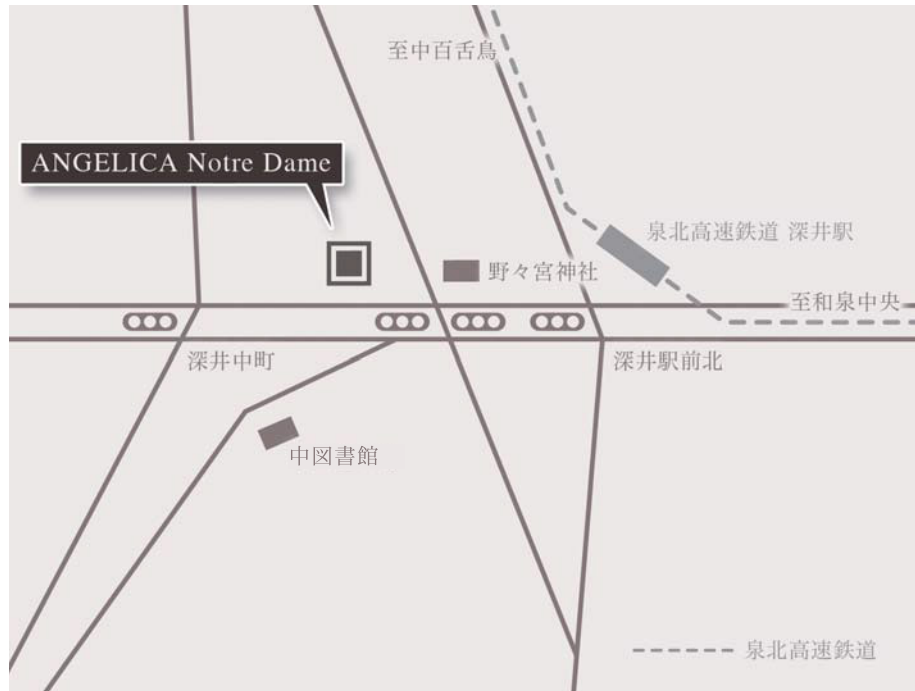 至中百舌鳥
ANGELICA Notre Dame
泉北高速鉄道 深井駅
野々宮神社
至和泉中央
深井中町
深井駅前北
中図書館
泉北高速鉄道